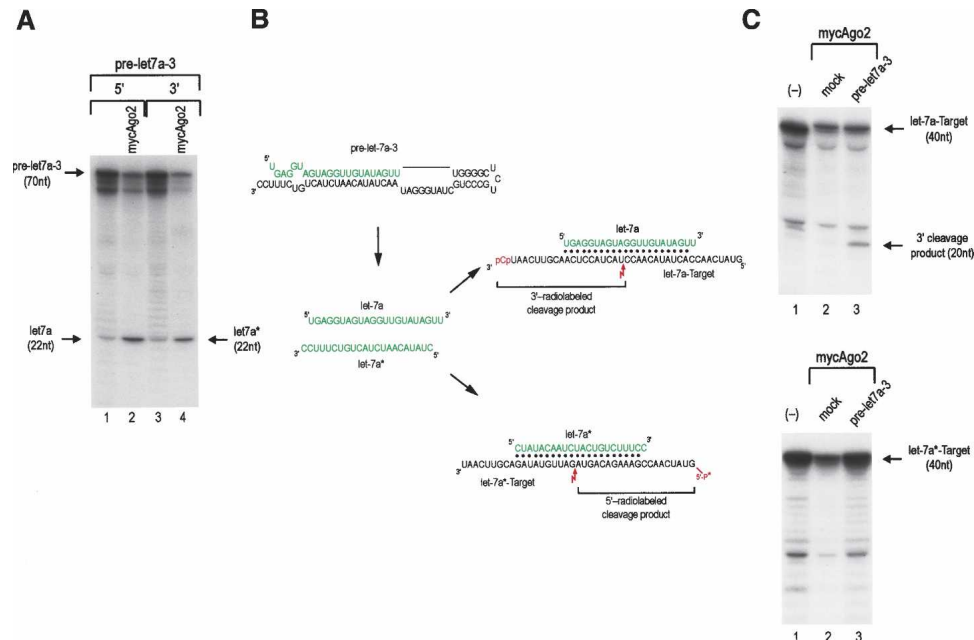 A
pre-let7a-3
5' 3'
mycAgo2 mycAgo2
pre-let7a-3
(70nt)
let7a
(22nt)
let7a*
(22nt)
1 2 3 4
B
pre-let-7a-3
5'
U GU
GAG AGUAGGUUGUAUAGUU UGGGGC U
C
CCUUUC UG UCAUCUAACAUAUCAA UAGGGUAUC GUCCCG U
3'
let-7a
5' UGAGGUAGUAGGUUGUAUAGUU 3'
3' CCUUUCUGUCAUCUAACAUAUC 5'
let-7a*
let-7a
5' UGAGGUAGUAGGUUGUAUAGUU 3'
3' pCpUUAACUUGCAACUCCAUCAUCCAACAUAUCACCAACUAUG 5'
let-7a-Target
3'–radiolabeled
cleavage product
let-7a*
5' CUAUACAAUCUACUGUCUUUCC 3'
3' UAACUUGCAGAUAUGUUAGAUGACAGAAAGCCAACUAUG
5'-P*
let-7a*-Target
5'–radiolabeled
cleavage product
C
mycAgo2
(-) mock pre-let7a-3
let-7a-Target
(40nt)
3' cleavage
product (20nt)
1 2 3
mycAgo2
(-) mock pre-let7a-3
let-7a*-Target
(40nt)
1 2 3